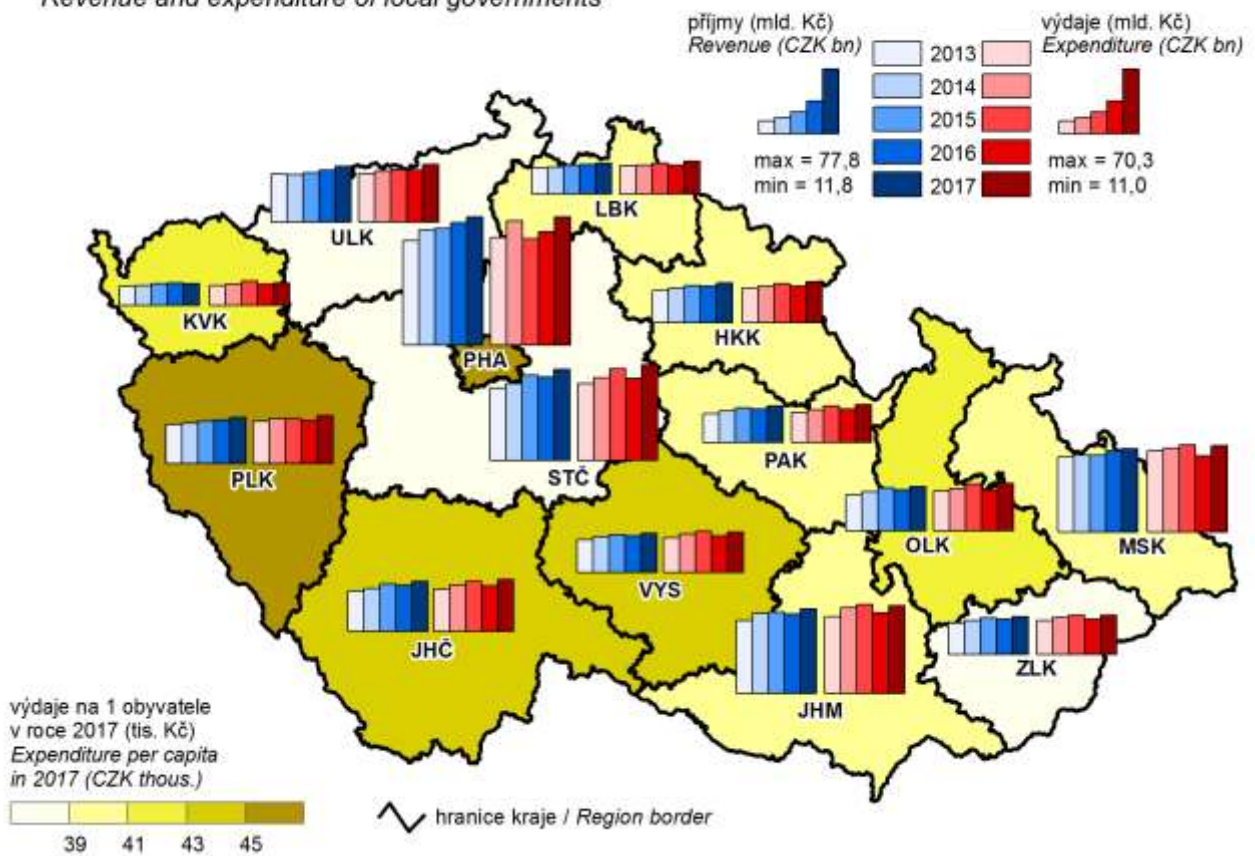 Revenue and expenditure of local governments
příjmy (mld. Kč)
Revenue (CZK bn)
výdaje (mld. Kč)
Expenditure (CZK bn)
2013
2014
2015
2016
2017
max = 77,8
min = 11,8
max = 70,3
min = 11,0
ULK
LBK
KVK
HKK
PHA
PLK
STČ
PAK
OLK
MSK
VYS
JHČ
ZLK
JHM
výdaje na 1 obyvatele
v roce 2017 (tis. Kč)
Expenditure per capita
in 2017 (CZK thous.)
39 41 43 45
hranice kraje / Region border